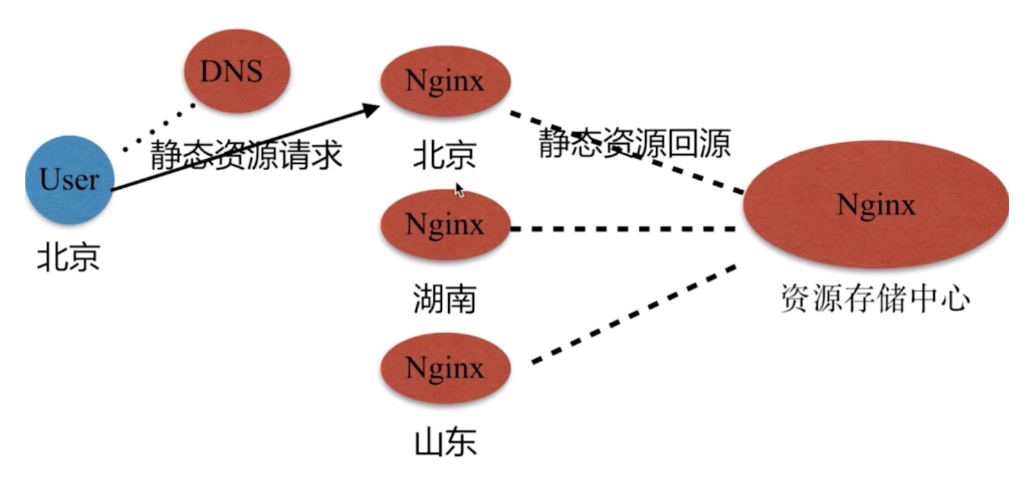 DNS
Nginx
静态资源请求
静态资源回源
User
北京
北京
Nginx
Nginx
湖南
资源存储中心
Nginx
山东